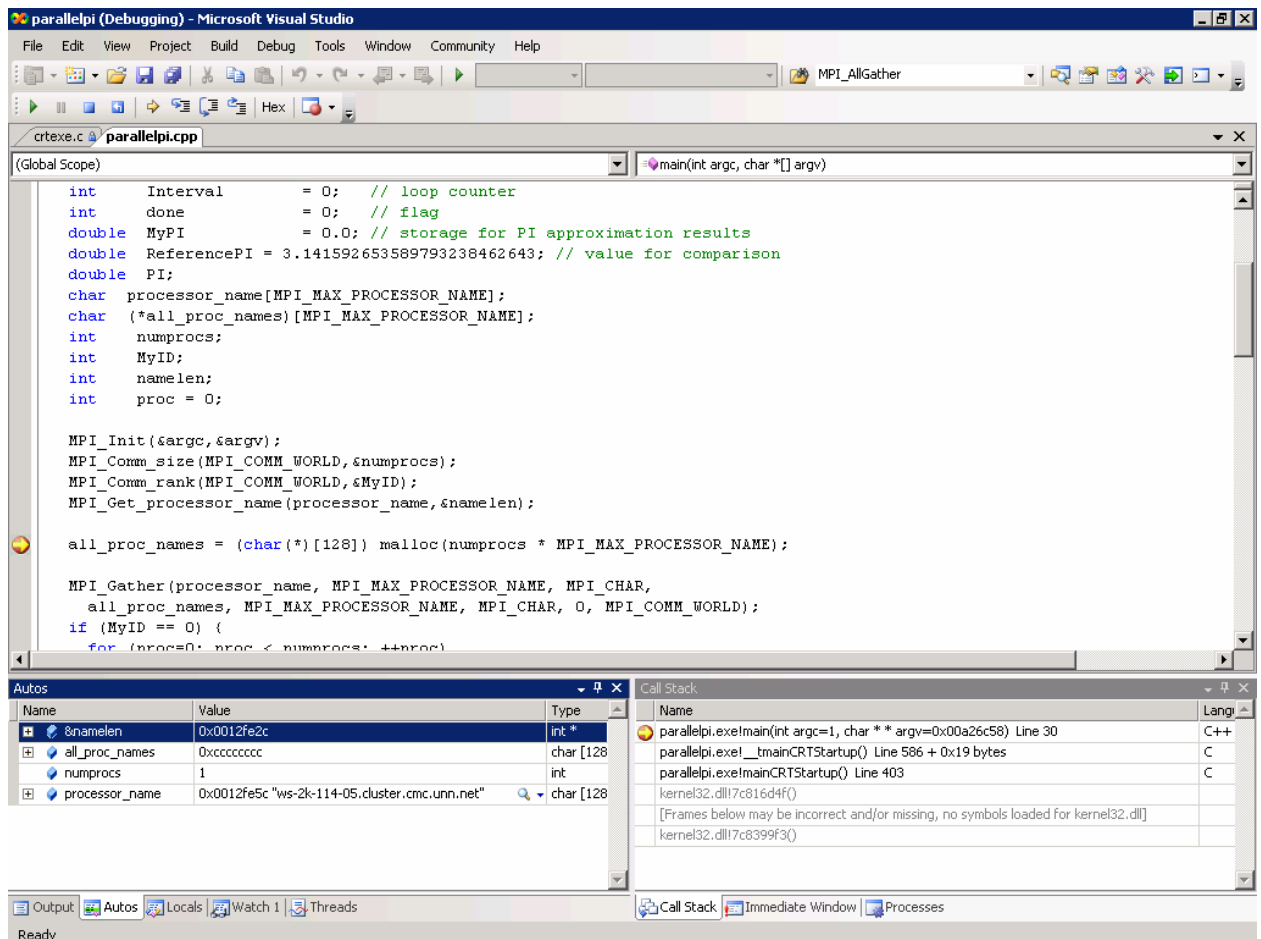 parallelpi (Debugging) - Microsoft Visual Studio
File Edit View Project Build Debug Tools Window Community Help
MPI_AllGather
Hex
crtexe.c parallelpi.cpp
(Global Scope) main(int argc, char *[] argv)
int Interval = 0; // loop counter
int done = 0; // flag
double MyPI = 0.0; // storage for PI approximation results
double ReferencePI = 3.141592653589793238462643; // value for comparison
double PI;
char processor_name[MPI_MAX_PROCESSOR_NAME];
char (*all_proc_names)[MPI_MAX_PROCESSOR_NAME];
int numprocs;
int MyID;
int namelen;
int proc = 0;
MPI_Init(&argc,&argv);
MPI_Comm_size(MPI_COMM_WORLD,&numprocs);
MPI_Comm_rank(MPI_COMM_WORLD,&MyID);
MPI_Get_processor_name(processor_name,&namelen);
all_proc_names = (char(*)[128]) malloc(numprocs * MPI_MAX_PROCESSOR_NAME);
MPI_Gather(processor_name, MPI_MAX_PROCESSOR_NAME, MPI_CHAR,
all_proc_names, MPI_MAX_PROCESSOR_NAME, MPI_CHAR, 0, MPI_COMM_WORLD);
if (MyID == 0) {
for (proc=0; proc < numprocs; ++proc)
Autos
Name Value Type
&namelen 0x0012fe2c int *
all_proc_names 0xcccccccc char [128
numprocs 1 int
processor_name 0x0012fe5c "ws-2k-114-05.cluster.cmc.unn.net" char [128
Output Autos Locals Watch 1 Threads
Call Stack
Name Langu
parallelpi.exe!main(int argc=1, char * * argv=0x00a26c58) Line 30 C++
parallelpi.exe!__tmainCRTStartup() Line 586 + 0x19 bytes C
parallelpi.exe!mainCRTStartup() Line 403 C
kernel32.dll!7c816d4f()
[Frames below may be incorrect and/or missing, no symbols loaded for kernel32.dll]
kernel32.dll!7c8399f3()
Call Stack Immediate Window Processes
Ready